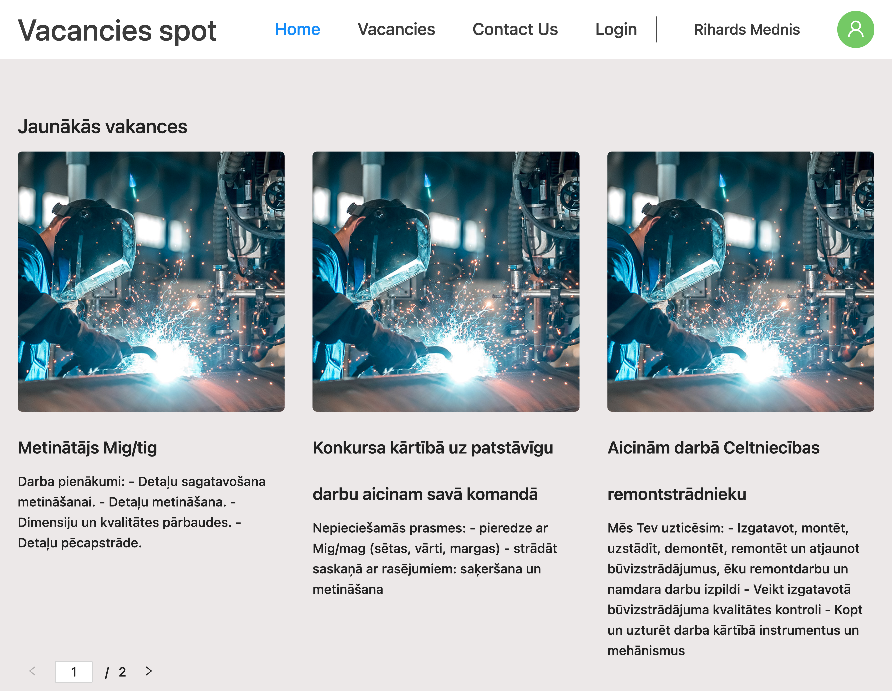 Vacancies spot
Home
Vacancies
Contact Us
Login
Rihards Mednis
Jaunākās vakances
Metinātājs Mig/tig
Darba pienākumi: - Detaļu sagatavošana
metināšanai. - Detaļu metināšana. -
Dimensiju un kvalitātes pārbaudes. -
Detaļu pēcapstrāde.
Konkursa kārtībā uz patstāvīgu
darbu aicinam savā komandā
Nepieciešamās prasmes: - pieredze ar
Mig/mag (sētas, vārti, margas) - strādāt
saskaņā ar rasējumiem: saķeršana un
metināšana
Aicinām darbā Celtniecības
remontstrādnieku
Mēs Tev uzticēsim: - Izgatavot, montēt,
uzstādīt, demontēt, remontēt un atjaunot
būvizstrādājumus, ēku remontdarbu un
namdara darbu izpildi - Veikt izgatavotā
būvizstrādājuma kvalitātes kontroli - Kopt
un uzturēt darba kārtībā instrumentus un
mehānismus
< 1 / 2 >